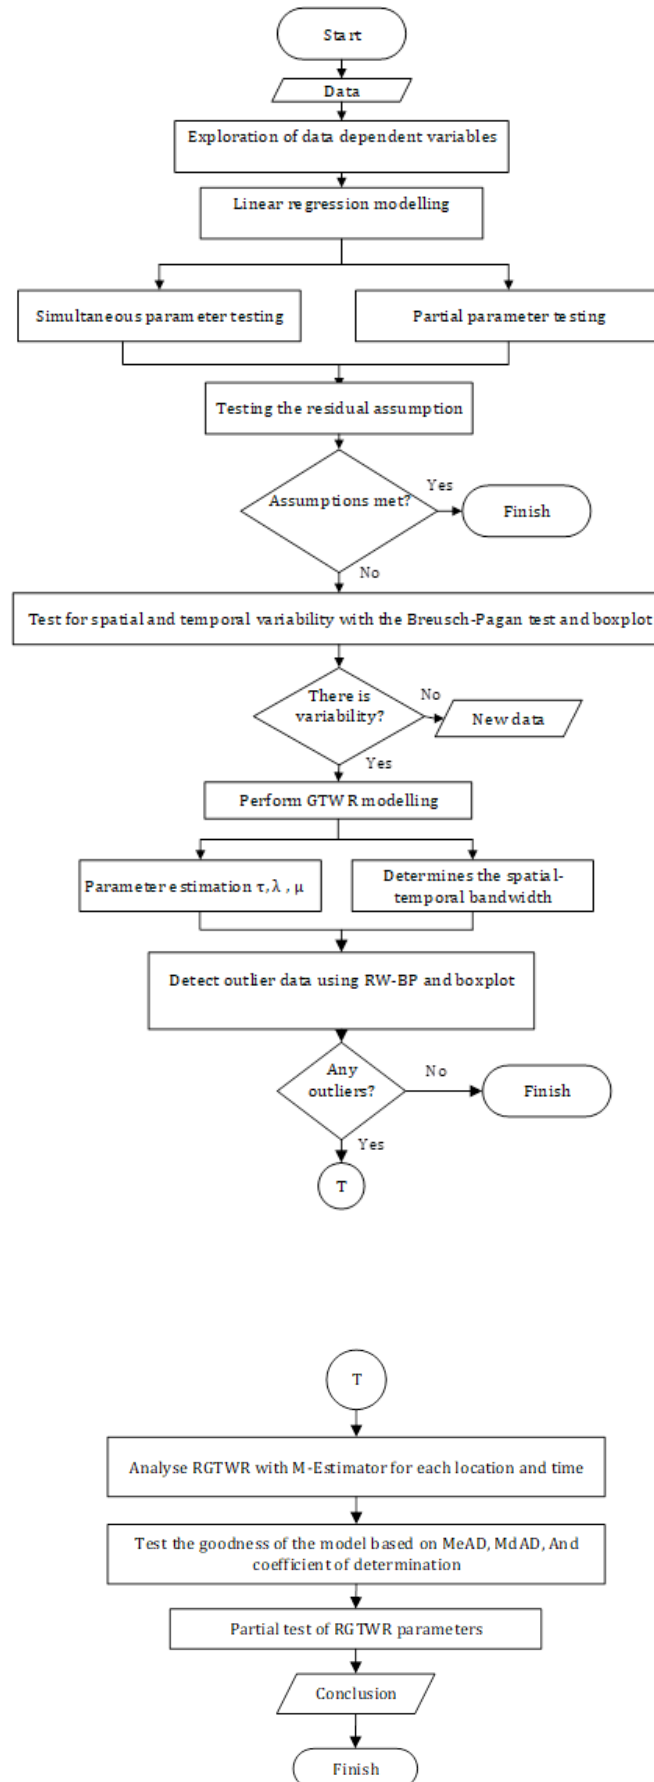 Start
Data
Exploration of data dependent variables
Linear regression modelling
Simultaneous parameter testing
Partial parameter testing
Testing the residual assumption
Assumptions met?
Yes
Finish
No
Test for spatial and temporal variability with the Breusch-Pagan test and boxplot
There is
variability?
No
New data
Yes
Perform GTWR modelling
Parameter estimation τ, λ , μ
Determines the spatial-
temporal bandwidth
Detect outlier data using RW-BP and boxplot
Any
outliers?
No
Finish
Yes
T
T
Analyse RGTWR with M-Estimator for each location and time
Test the goodness of the model based on MeAD, MdAD, And
coefficient of determination
Partial test of RGTWR parameters
Conclusion
Finish